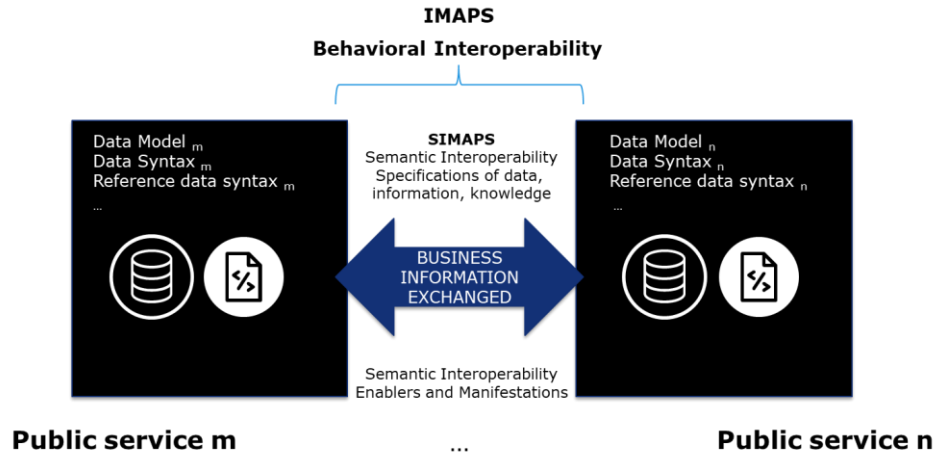 IMAPS
Behavioral Interoperability
Data Model m
Data Syntax m
Reference data syntax m
...
</>
SIMAPS
Semantic Interoperability
Specifications of data,
information, knowledge
BUSINESS
INFORMATION
EXCHANGED
Semantic Interoperability
Enablers and Manifestations
Data Model n
Data Syntax n
Reference data syntax n
...
</>
Public service m
...
Public service n